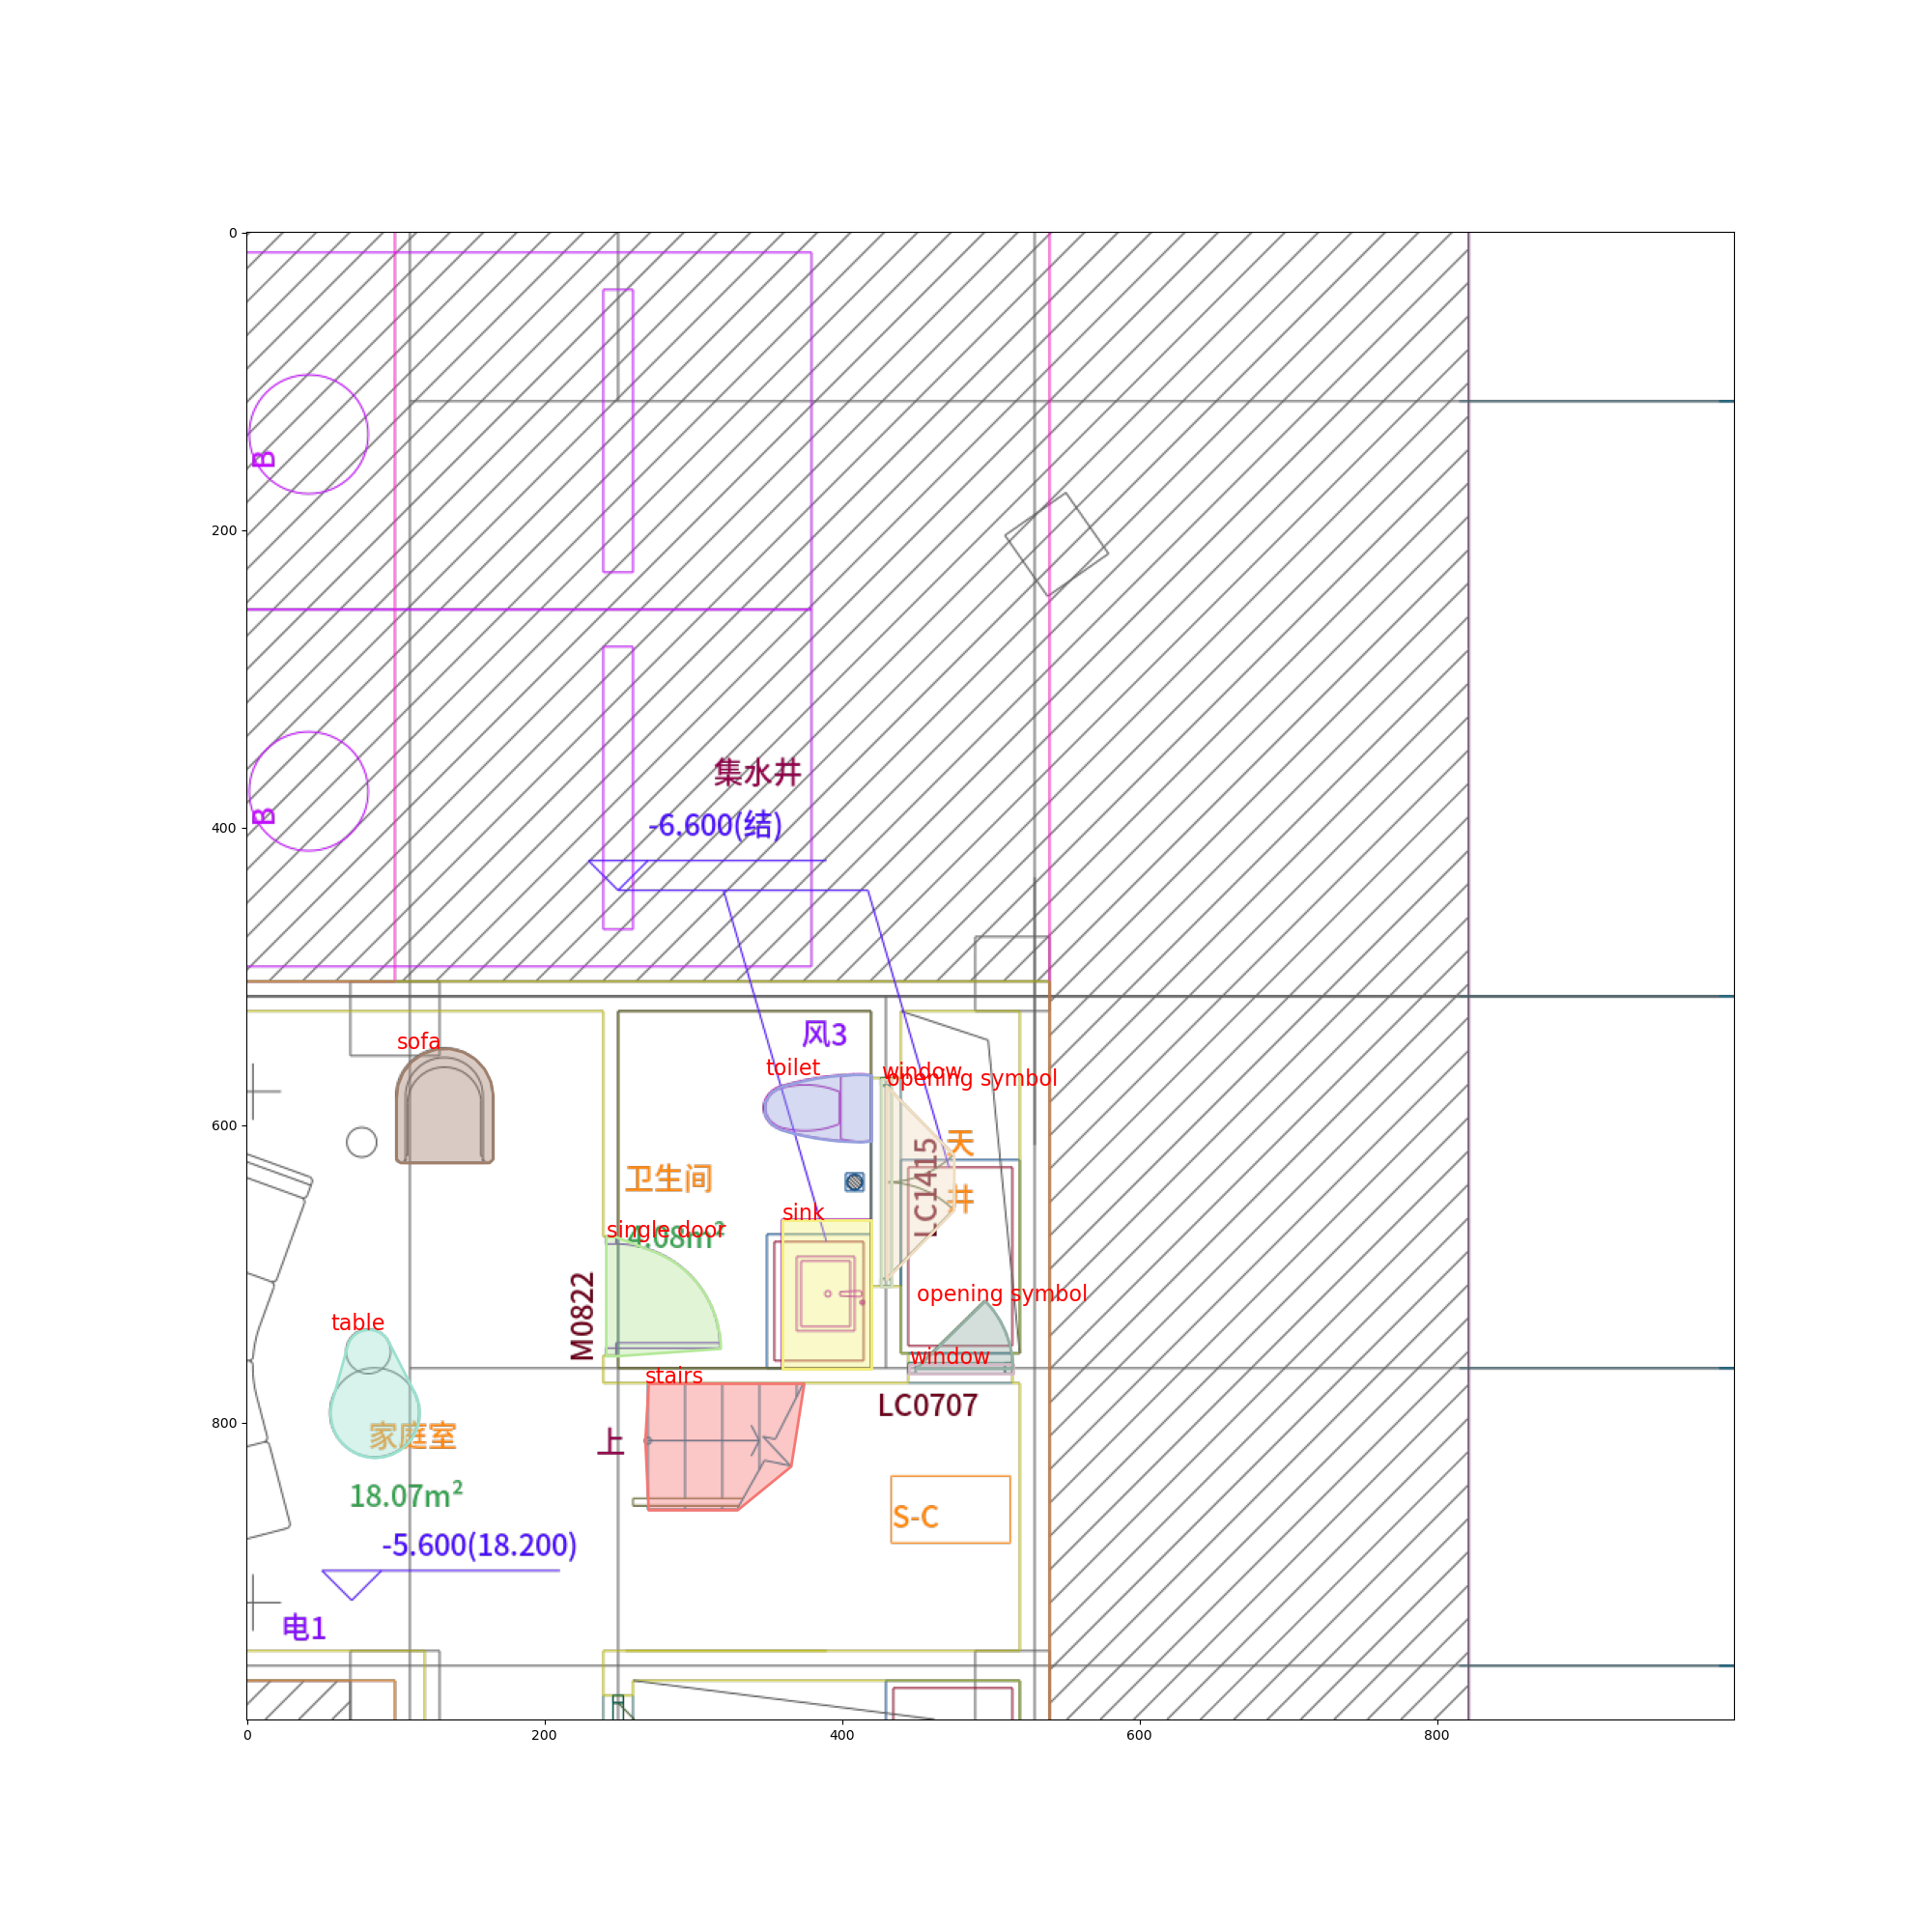 0
B
200
B
集水井
400
-6.600(结)
风3
sofa
toilet
window
opening symbol
600
天
井
LC1415
卫生间
4.08m²
sink
single door
M0822
opening symbol
table
window
stairs
LC0707
800
家庭室
上
18.07m²
S-C
-5.600(18.200)
电1
0
200
400
600
800